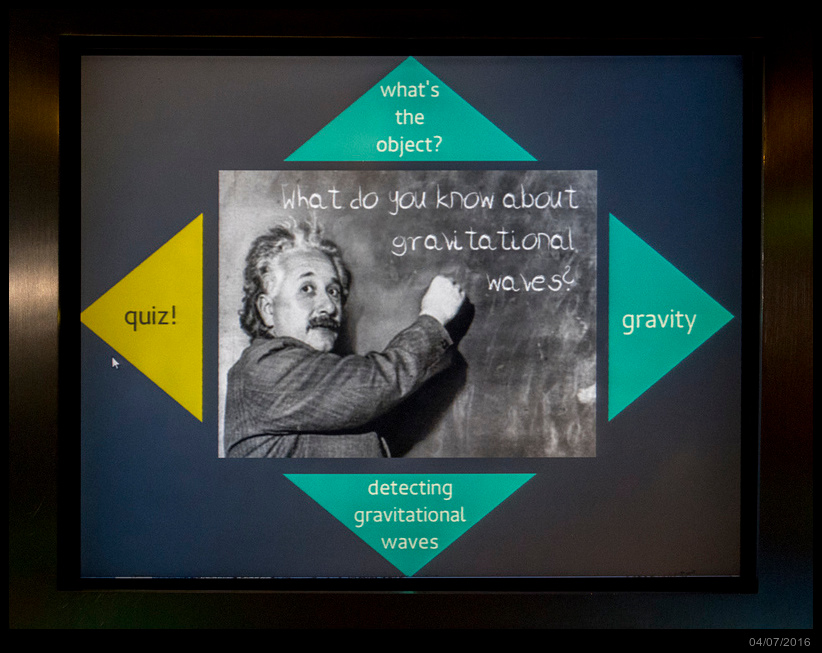 what's
the
object?
What do you know about
gravitational
waves?
quiz!
gravity
detecting
gravitational
waves
04/07/2016